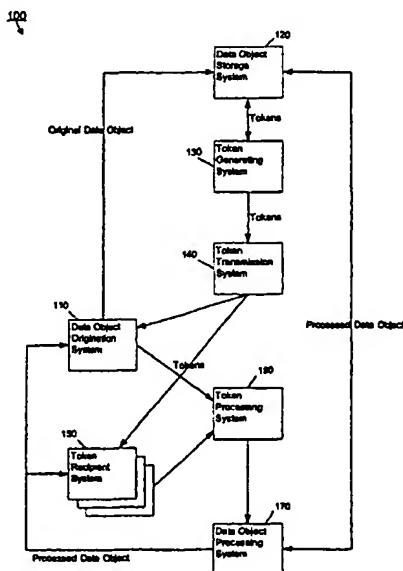 100
120
Data Object
Storage
System
Original Data Object
Tokens
130
Token
Generating
System
Tokens
140
Token
Transmission
System
110
Data Object
Origination
System
Tokens
Processed Data Object
Token
Processing
System
Token
Recipient
System
170
Data Object
Processing
System
Processed Data Object